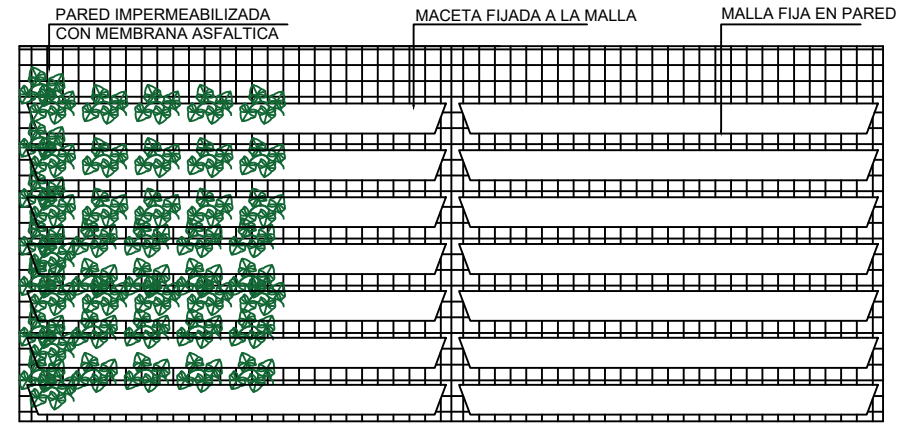 PARED IMPERMEABILIZADA
CON MEMBRANA ASFALTICA
MACETA FIJADA A LA MALLA
MALLA FIJA EN PARED